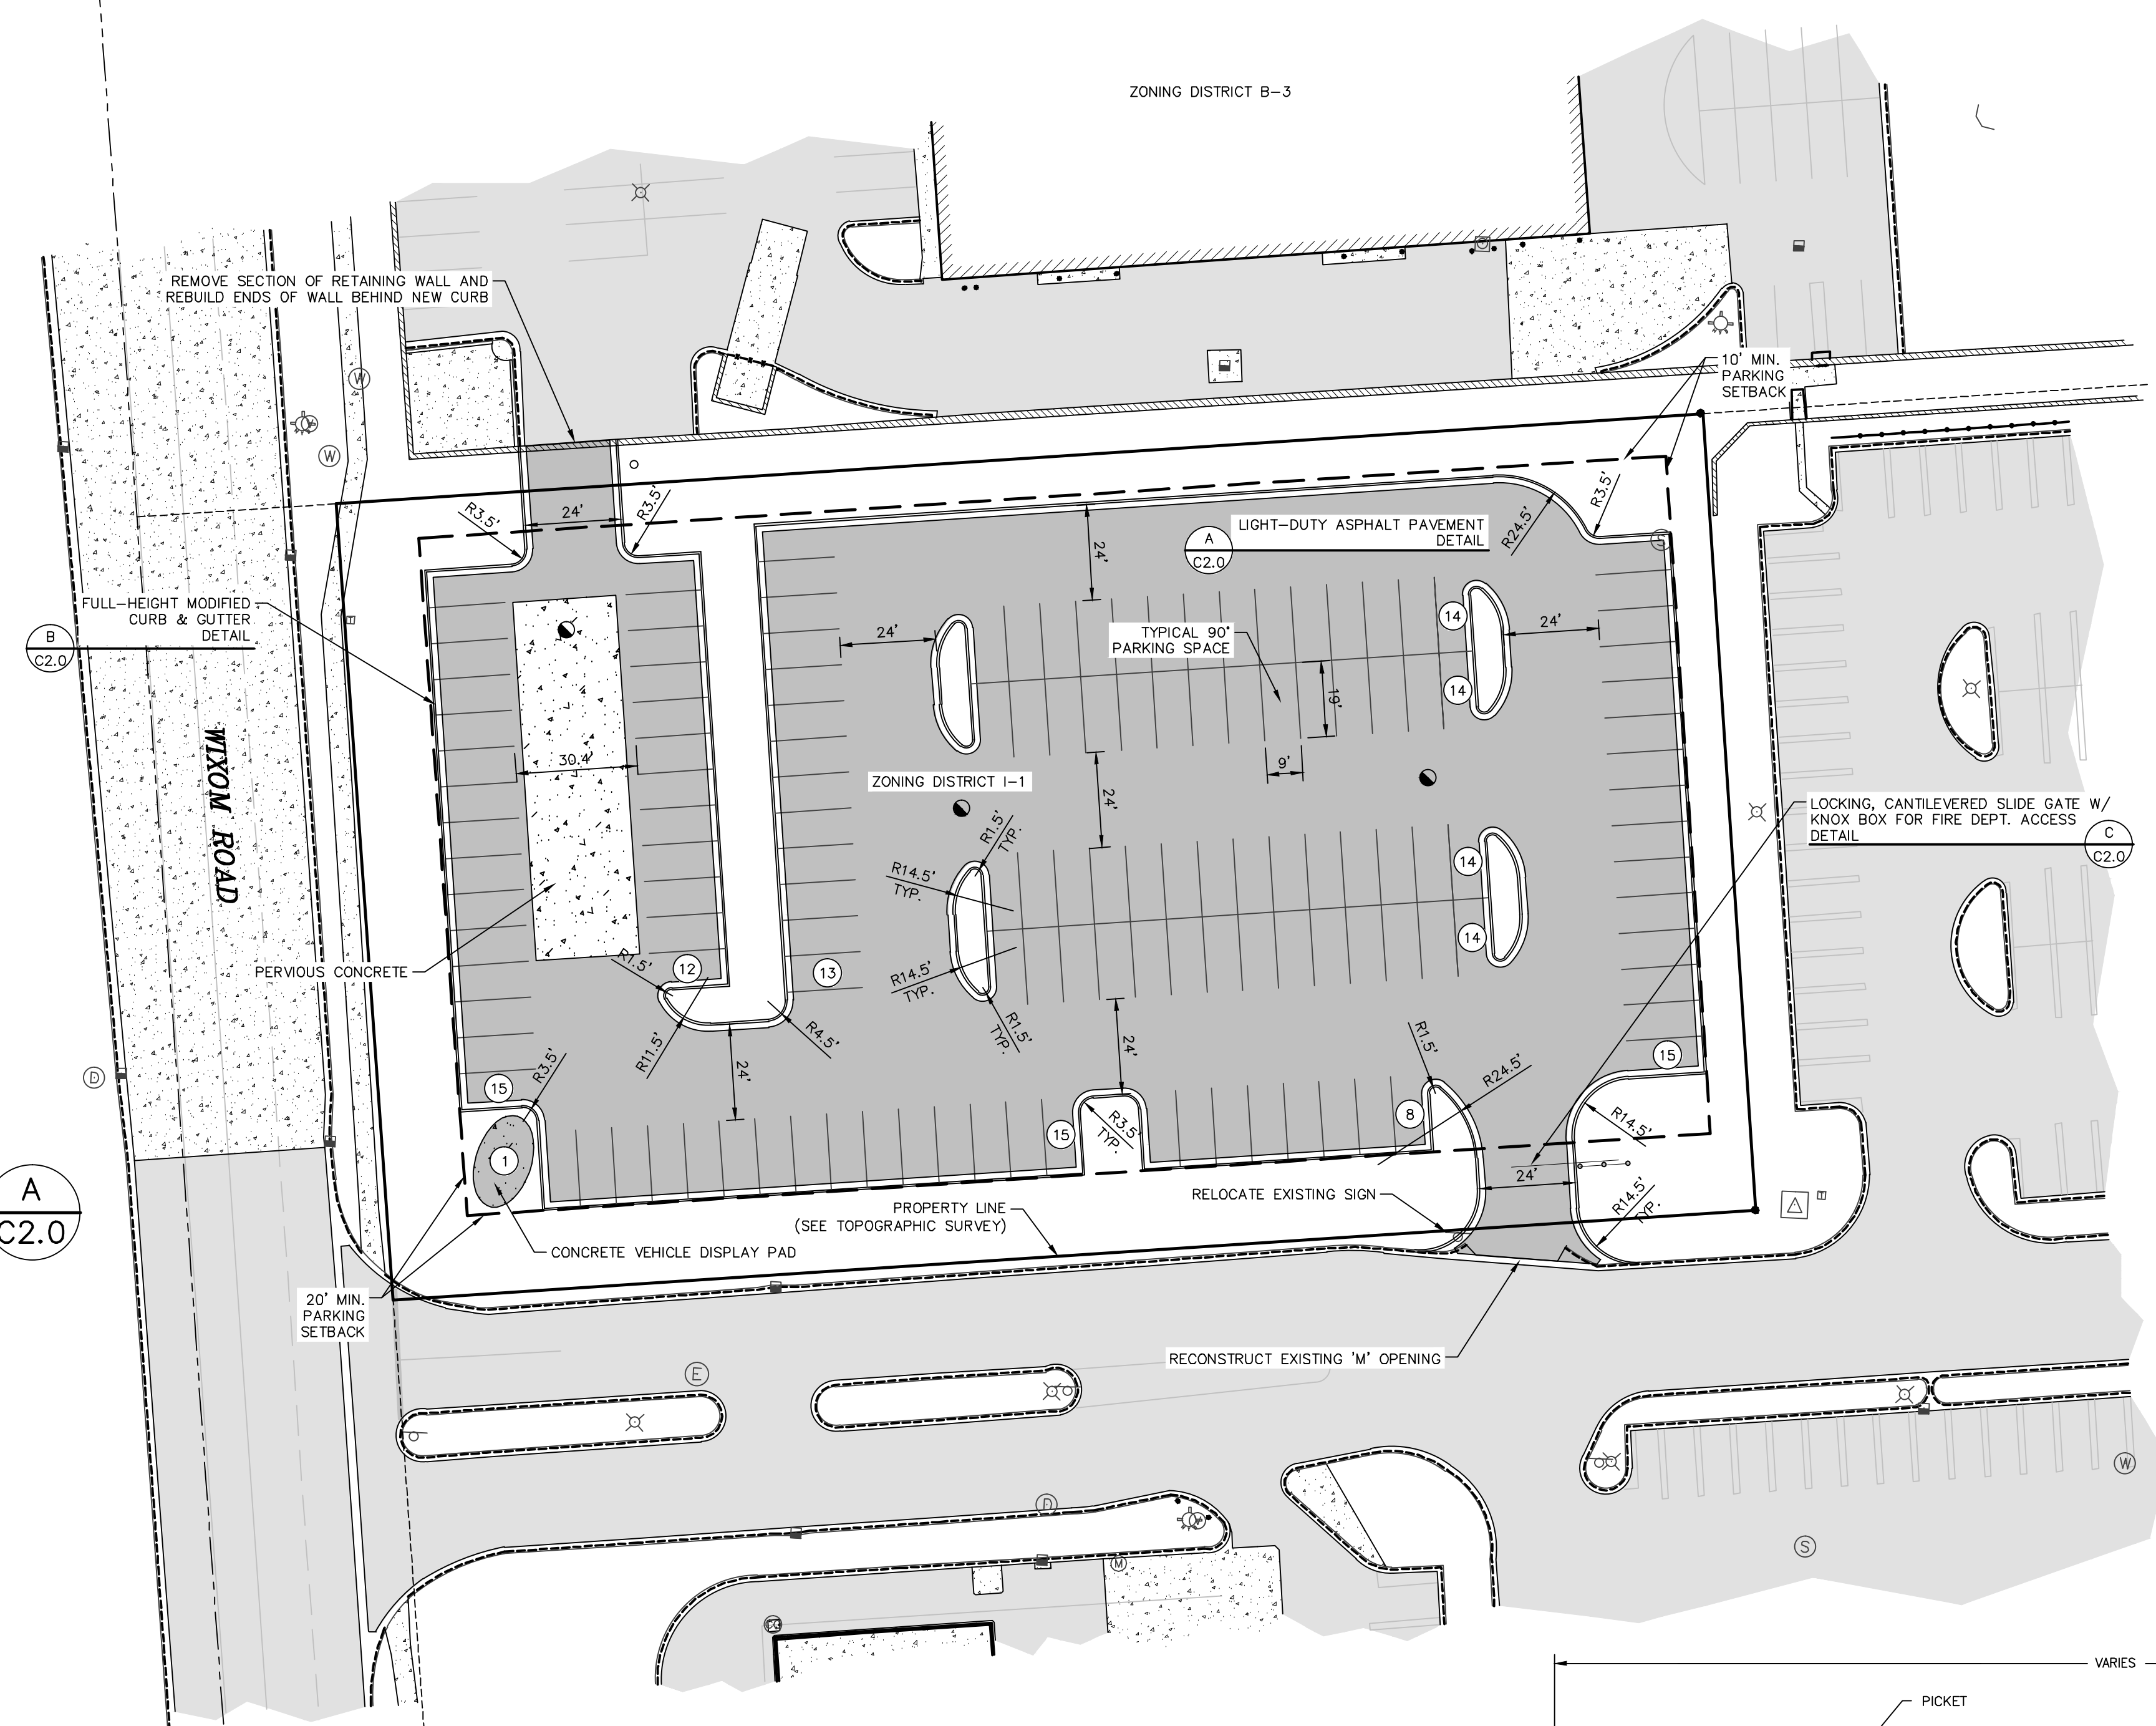 ZONING DISTRICT B-3
REMOVE SECTION OF RETAINING WALL AND
REBUILD ENDS OF WALL BEHIND NEW CURB
W
W
10' MIN.
PARKING
SETBACK
R3.5'
24'
R3.5'
24'
LIGHT-DUTY ASPHALT PAVEMENT
DETAIL
A
C2.0
R24.5'
R3.5'
S
FULL-HEIGHT MODIFIED
CURB & GUTTER
DETAIL
B
C2.0
24'
TYPICAL 90°
PARKING SPACE
14
24'
14
19'
9'
WIXOM ROAD
30.4'
ZONING DISTRICT I-1
24'
LOCKING, CANTILEVERED SLIDE GATE W/
KNOX BOX FOR FIRE DEPT. ACCESS
DETAIL
C
C2.0
R1.5'
TYP.
R14.5'
TYP.
14
14
PERVIOUS CONCRETE
R1.5'
12
13
R14.5'
TYP.
R1.5'
TYP.
R11.5'
R4.5'
24'
24'
R1.5'
R24.5'
15
D
15
R3.5'
15
R3.5'
TYP.
8
R14.5'
1
A
C2.0
24'
R14.5'
TYP.
RELOCATE EXISTING SIGN
PROPERTY LINE
(SEE TOPOGRAPHIC SURVEY)
CONCRETE VEHICLE DISPLAY PAD
T
T
20' MIN.
PARKING
SETBACK
RECONSTRUCT EXISTING 'M' OPENING
E
W
D
S
M
VARIES
PICKET